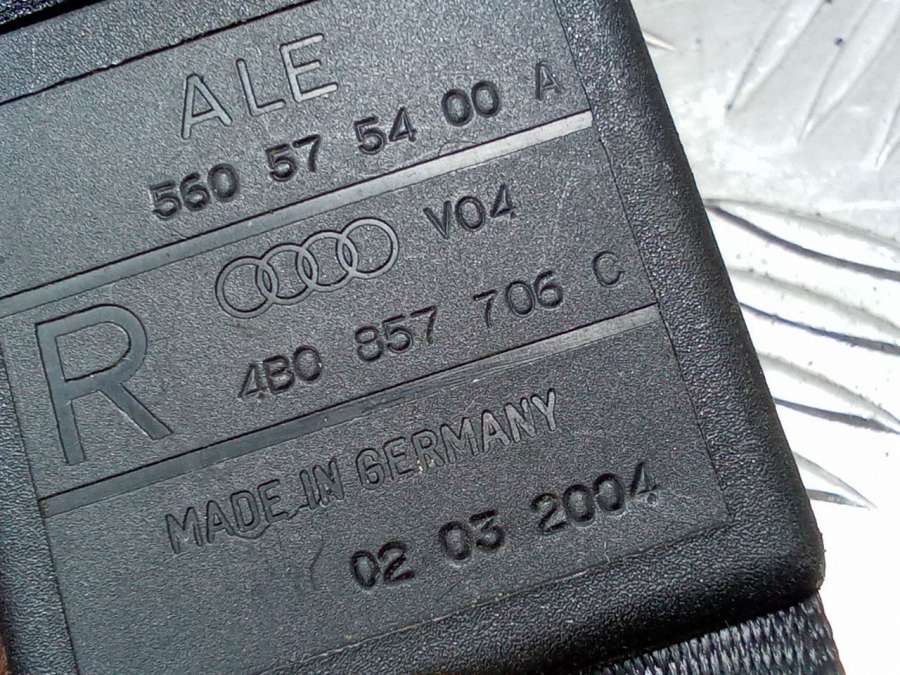 ALE
560 57 54 00 A
V04
R
4B0 857 706 C
MADE IN GERMANY
02 03 2004